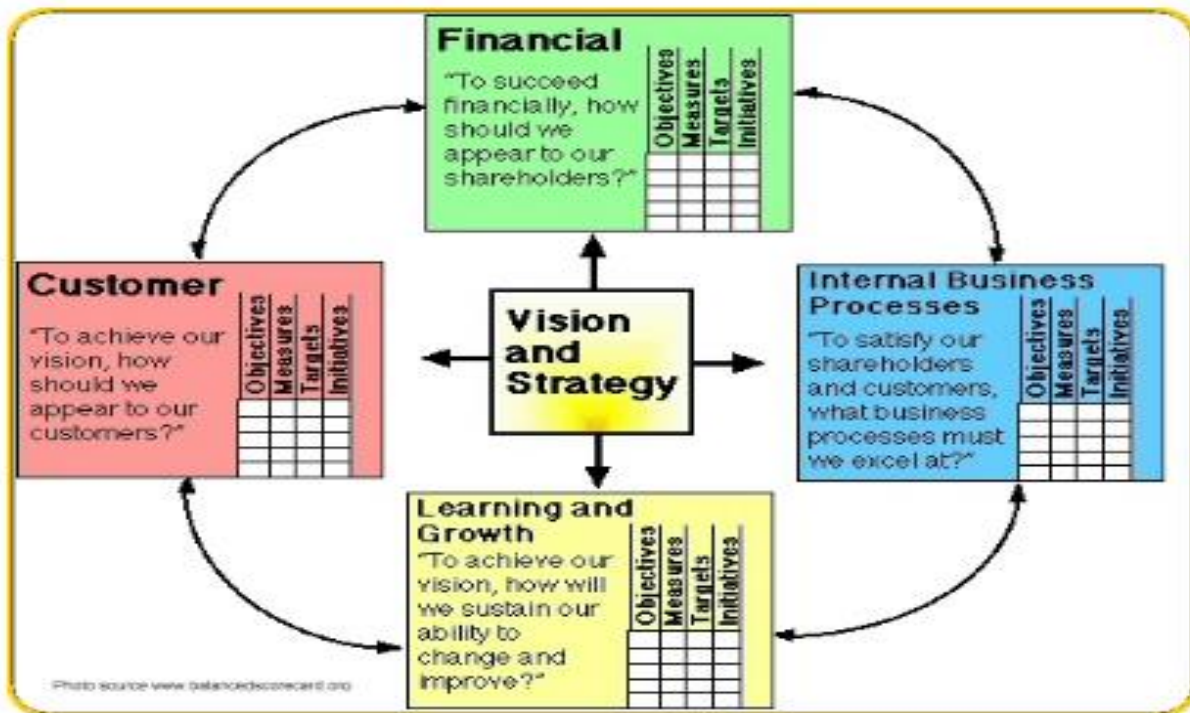 Financial
"To succeed
financially, how
should we
appear to our
shareholders?"
Objectives
Measures
Targets
Initiatives
Customer
"To achieve our
vision, how
should we
appear to our
customers?"
Objectives
Measures
Targets
Initiatives
Vision
and
Strategy
Internal Business
Processes
"To satisfy our
shareholders
and customers,
what business
processes must
we excel at?"
Objectives
Measures
Targets
Initiatives
Learning and
Growth
"To achieve our
vision, how will
we sustain our
ability to
change and
improve?"
Objectives
Measures
Targets
Initiatives
Photo source www.balancedscorecard.org